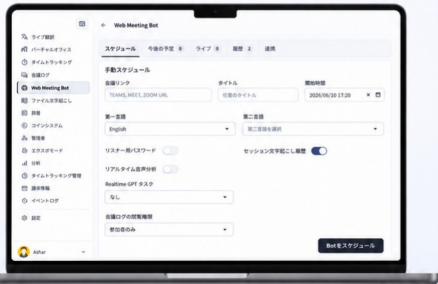 ← Web Meeting Bot
ライブ翻訳
バーチャルオフィス
タイムトラッキング
会議ログ
Web Meeting Bot
ファイル文字起こし
辞書
コインシステム
管理者
エクスポモード
分析
タイムトラッキング管理
請求情報
イベントログ
設定
Ashar
スケジュール 今後の予定 0 ライブ 0 履歴 2 連携
手動スケジュール
会議リンク タイトル 開始時間
TEAMS, MEET, ZOOM URL 任意のタイトル 2026/06/10 17:20
第一言語 第二言語
English 第二言語を選択
リスナー用パスワード セッション文字起こし履歴
リアルタイム音声分析
Realtime GPT タスク
なし
会議ログの閲覧権限
参加者のみ
Botをスケジュール